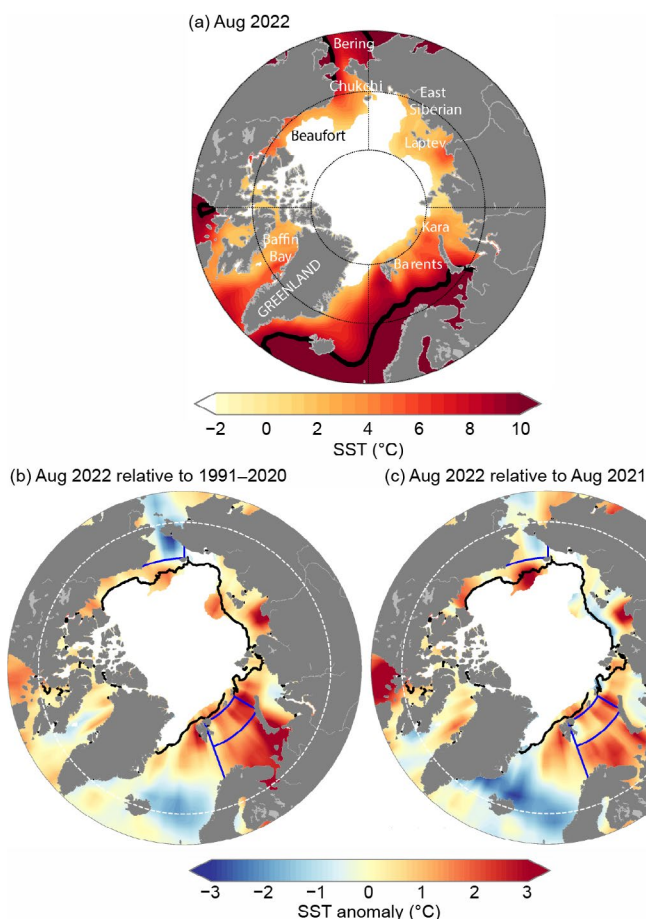 (a) Aug 2022
Bering
Chukchi
East
Siberian
Beaufort
Laptev
Kara
Baffin
Bay
Barents
GREENLAND
−2 0 2 4 6 8 10
SST (°C)
(b) Aug 2022 relative to 1991–2020
(c) Aug 2022 relative to Aug 2021
−3 −2 −1 0 1 2 3
SST anomaly (°C)